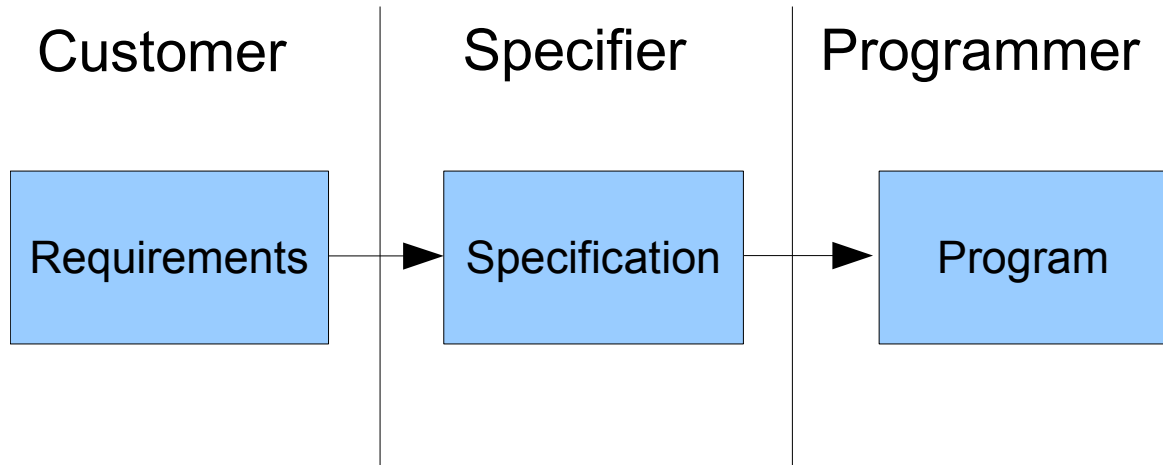 Customer
Specifier
Programmer
Requirements
Specification
Program